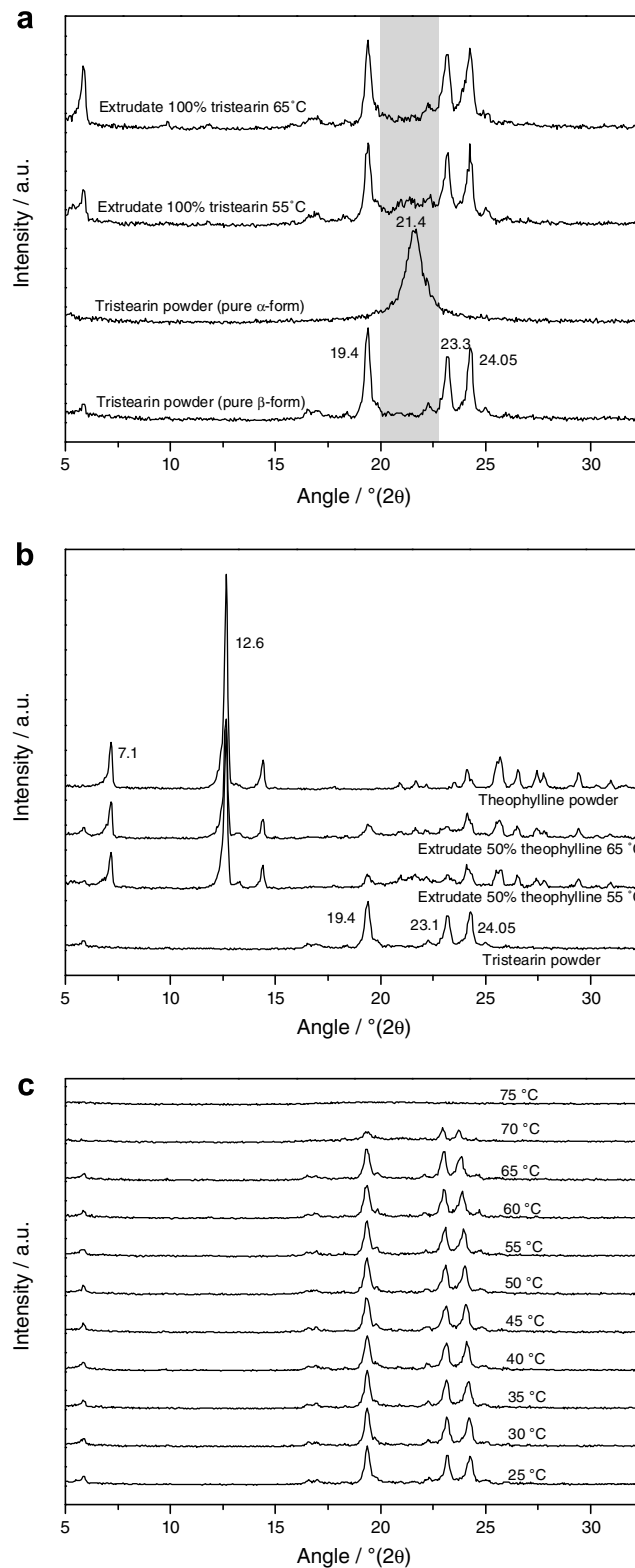 a
Extrudate 100% tristearin 65˚C
Extrudate 100% tristearin 55˚C
21.4
Tristearin powder (pure α-form)
19.4
23.3
24.05
Tristearin powder (pure β-form)
Intensity / a.u.
5 10 15 20 25 30
Angle / °(2θ)
b
12.6
7.1
Theophylline powder
Extrudate 50% theophylline 65 °C
Extrudate 50% theophylline 55 °C
19.4
23.1
24.05
Tristearin powder
Intensity / a.u.
5 10 15 20 25 30
Angle / °(2θ)
c
75 °C
70 °C
65 °C
60 °C
55 °C
50 °C
45 °C
40 °C
35 °C
30 °C
25 °C
Intensity / a.u.
5 10 15 20 25 30
Angle / °(2θ)